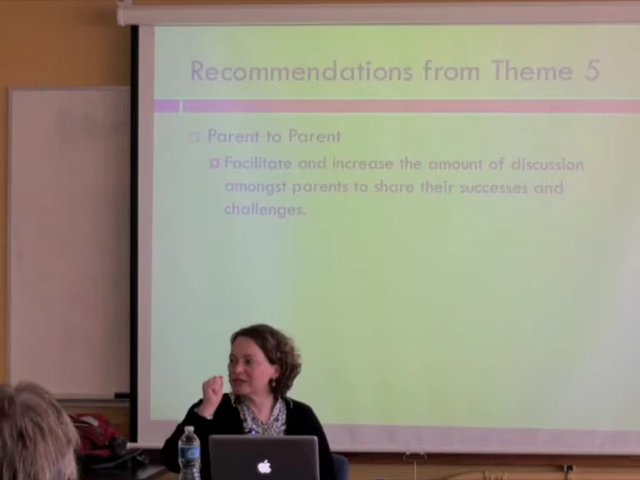 Recommendations from Theme 5
Parent to Parent
Facilitate and increase the amount of discussion
amongst parents to share their successes and
challenges.